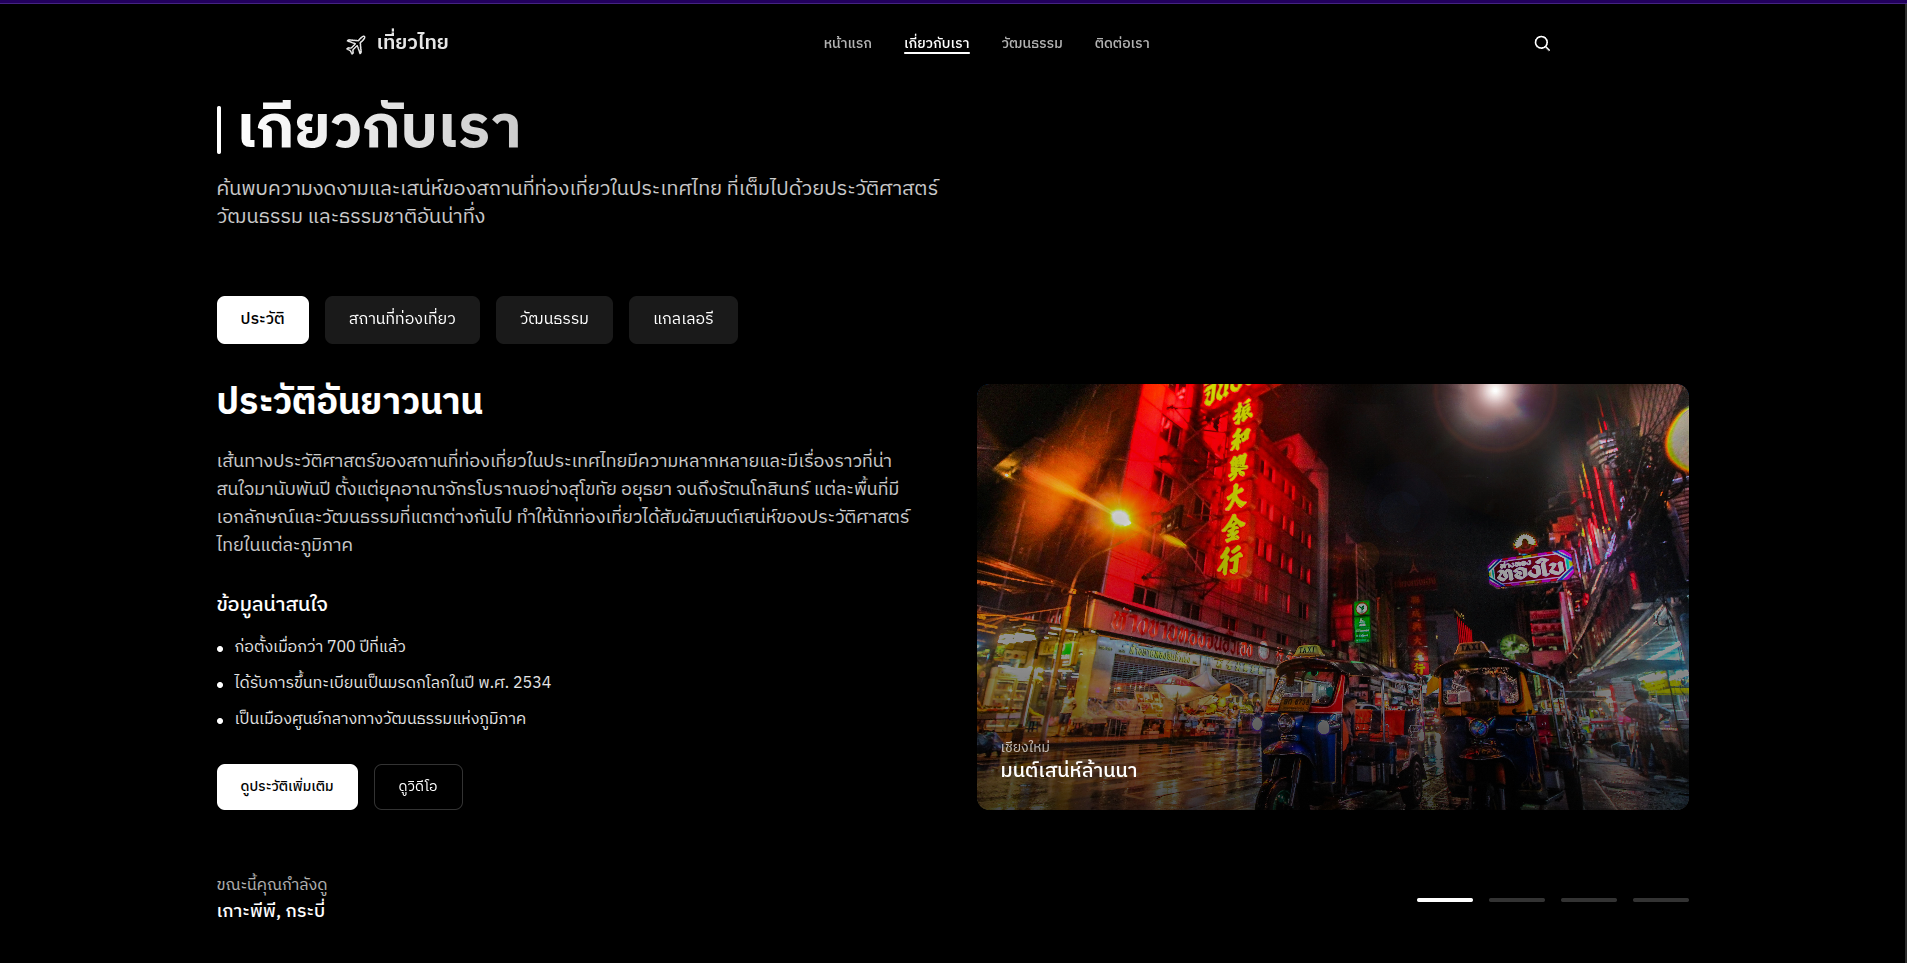 เที่ยวไทย
หน้าแรก
เกี่ยวกับเรา
วัฒนธรรม
ติดต่อเรา
เกี่ยวกับเรา
ค้นพบความงดงามและเสน่ห์ของสถานที่ท่องเที่ยวในประเทศไทย ที่เต็มไปด้วยประวัติศาสตร์
วัฒนธรรม และธรรมชาติอันน่าทึ่ง
ประวัติ
สถานที่ท่องเที่ยว
วัฒนธรรม
แกลเลอรี
ประวัติอันยาวนาน
เส้นทางประวัติศาสตร์ของสถานที่ท่องเที่ยวในประเทศไทยมีความหลากหลายและมีเรื่องราวที่น่า
สนใจมานับพันปี ตั้งแต่ยุคอาณาจักรโบราณอย่างสุโขทัย อยุธยา จนถึงรัตนโกสินทร์ แต่ละพื้นที่มี
เอกลักษณ์และวัฒนธรรมที่แตกต่างกันไป ทำให้นักท่องเที่ยวได้สัมผัสมนต์เสน่ห์ของประวัติศาสตร์
ไทยในแต่ละภูมิภาค
ข้อมูลน่าสนใจ
ก่อตั้งเมื่อกว่า 700 ปีที่แล้ว
ได้รับการขึ้นทะเบียนเป็นมรดกโลกในปี พ.ศ. 2534
เป็นเมืองศูนย์กลางทางวัฒนธรรมแห่งภูมิภาค
ดูประวัติเพิ่มเติม
ดูวิดีโอ
振和興大金行
ห้างทอง
ทองใบ
TAXI
TAXI
เชียงใหม่
มนต์เสน่ห์ล้านนา
ขณะนี้คุณกำลังดู
เกาะพีพี, กระบี่